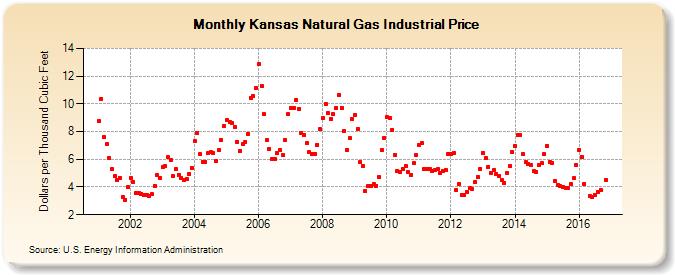 Monthly Kansas Natural Gas Industrial Price
Dollars per Thousand Cubic Feet
14
12
10
8
6
4
2
2002 2004 2006 2008 2010 2012 2014 2016
Source: U.S. Energy Information Administration